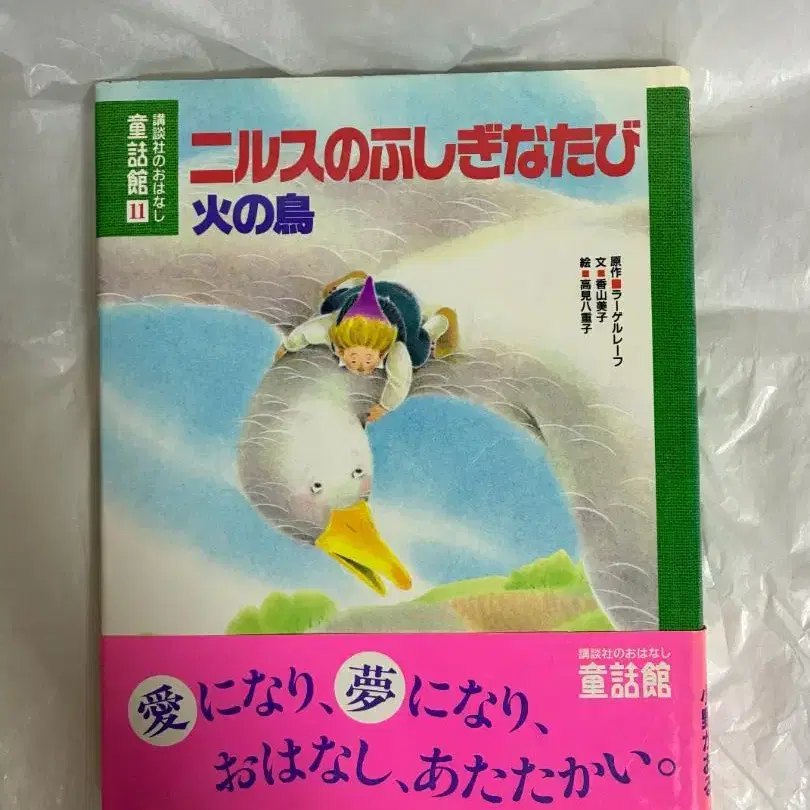 講談社のおはなし
童話館
11
ニルスのふしぎなたび
火の鳥
原作■ラーゲルレーフ
文■香山美子
絵■高見八重子
講談社のおはなし
童話館
愛になり、夢になり、
おはなし、あたたかい。